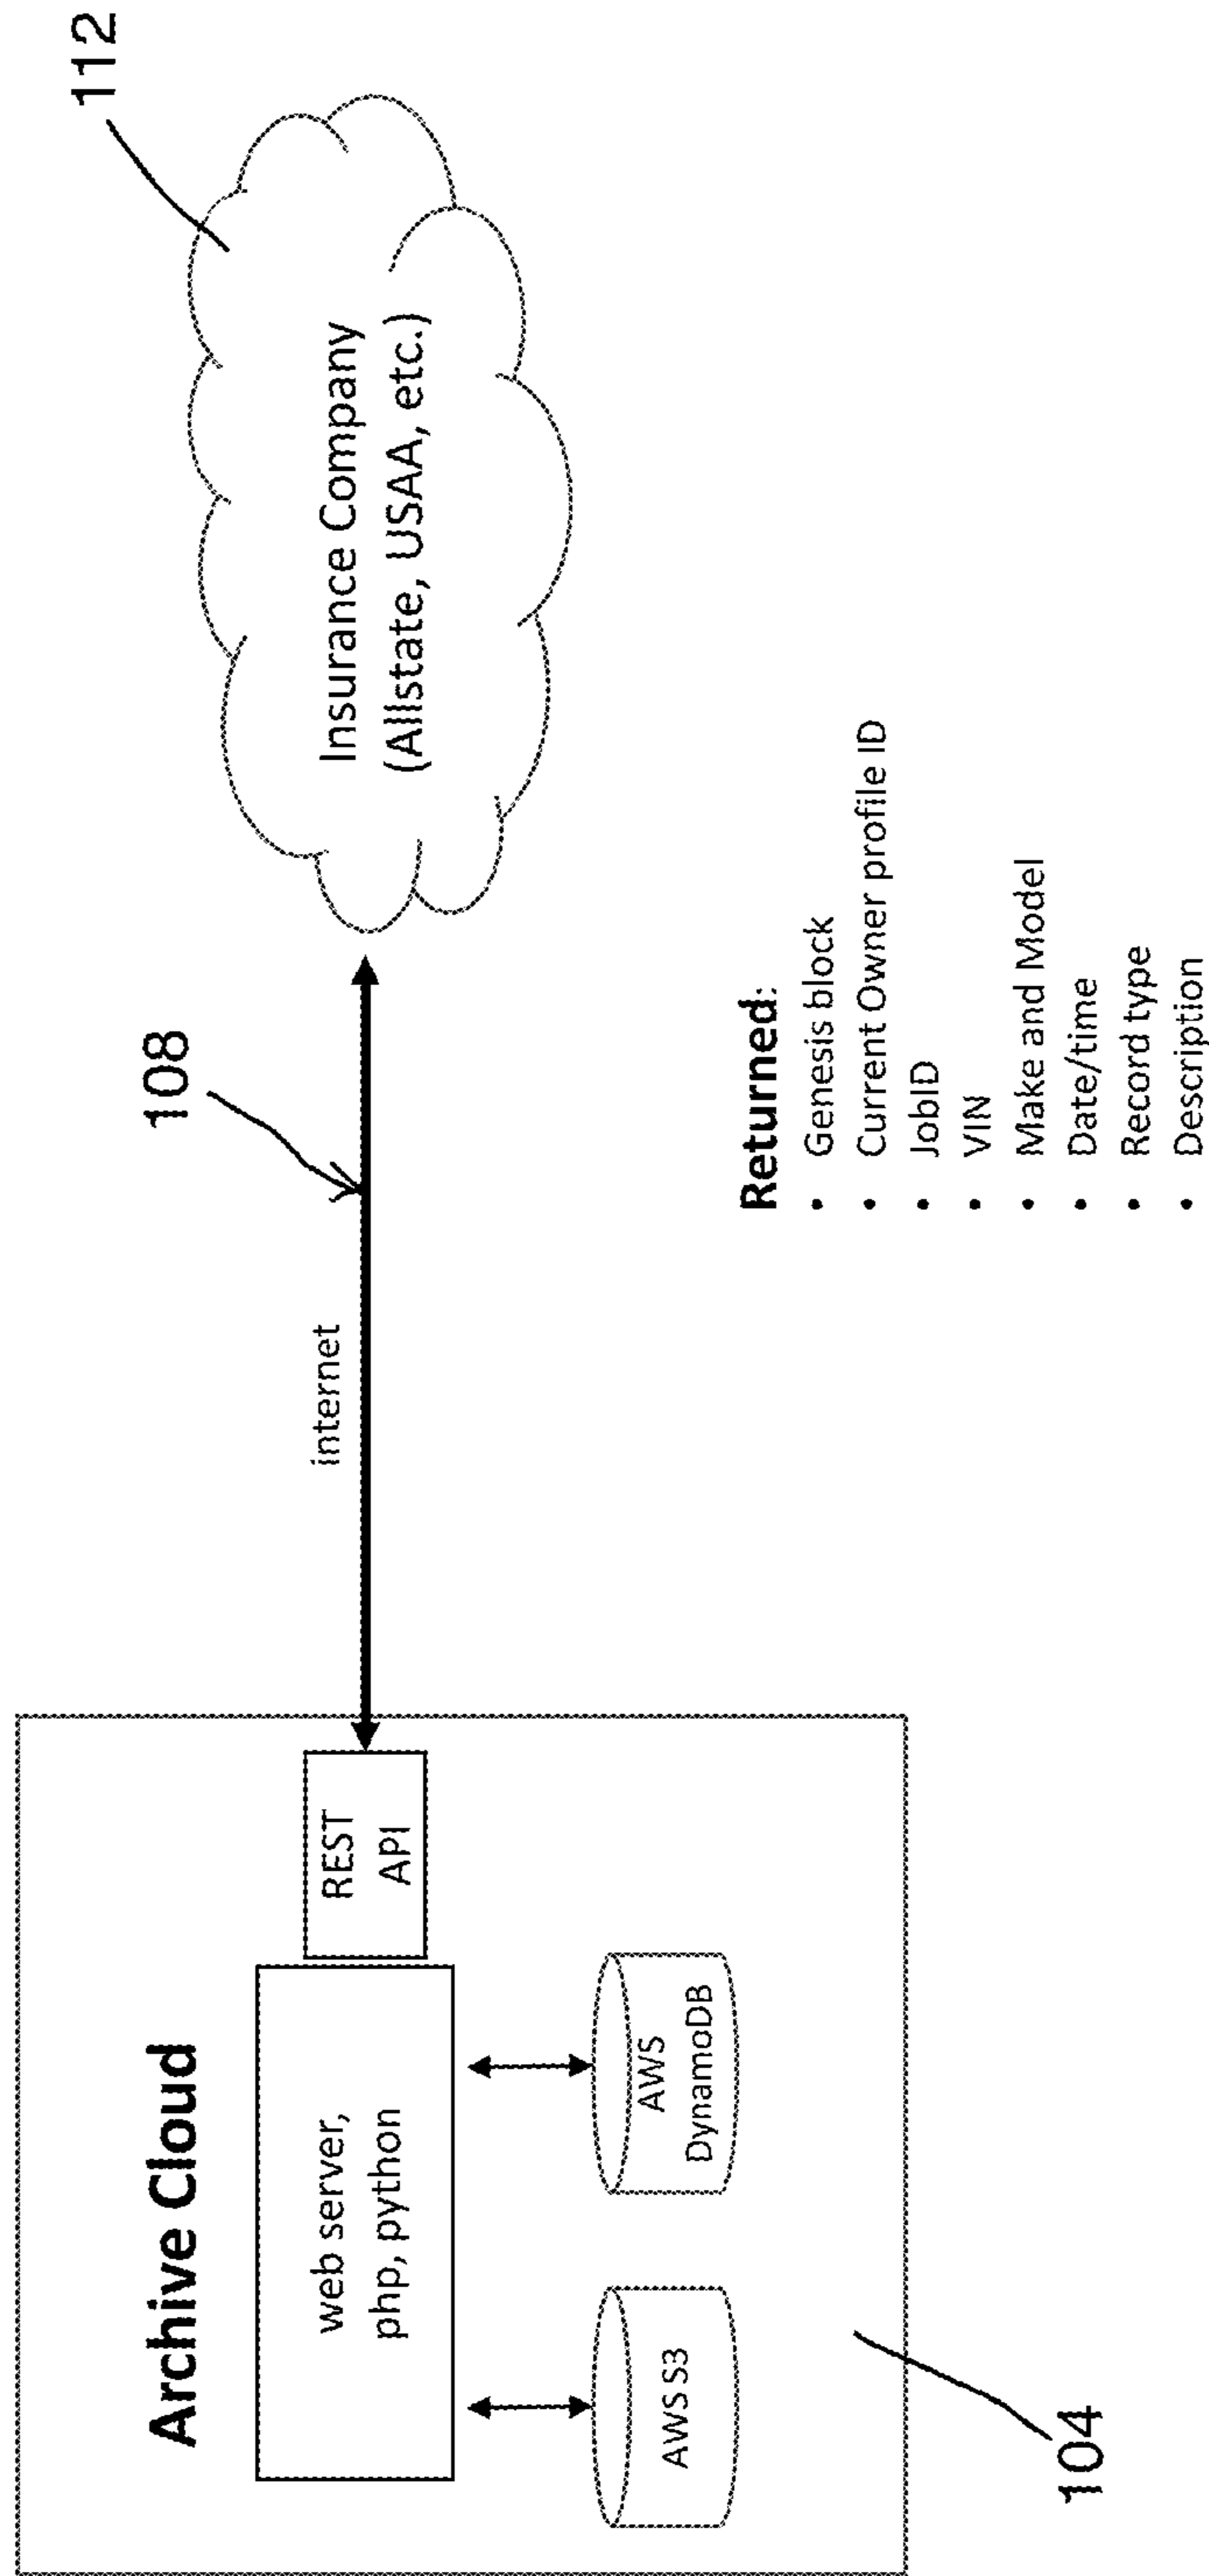 Archive Cloud
web server,
php, python
REST
API
AWS S3
AWS
DynamoDB
104
internet
108
Insurance Company
(Allstate, USAA, etc.)
112
Returned:
• Genesis block
• Current Owner profile ID
• JobID
• VIN
• Make and Model
• Date/time
• Record type
• Description